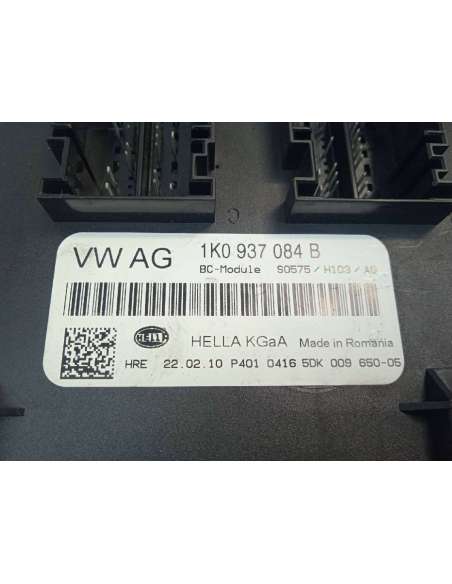 C
VW AG 1K0 937 084 B
BC-Module S0575 / H103 / AQ
HELLA HELLA KGaA Made in Romania
HRE 22.02.10 P401 0416 5DK 009 650-05